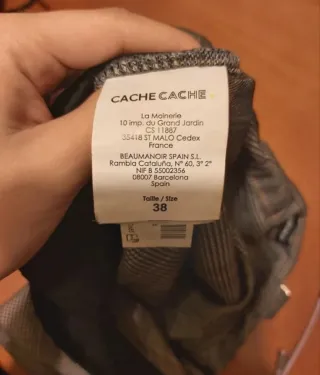 CACHE CACHE
La Malnerie
10 imp. du Grand Jardin
CS 11887
35418 ST MALO Cedex
France
BEAUMANOIR SPAIN S.L.
Rambla Cataluña, N° 60, 3° 2°
NIF B 55002356
08007 Barcelona
Spain
Taille / Size
38